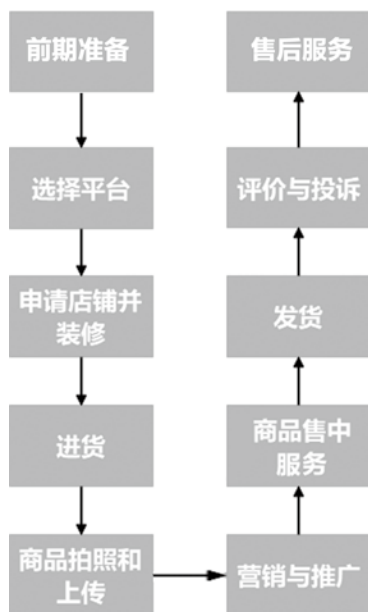 前期准备
选择平台
申请店铺并
装修
进货
商品拍照和
上传
营销与推广
商品售中
服务
发货
评价与投诉
售后服务